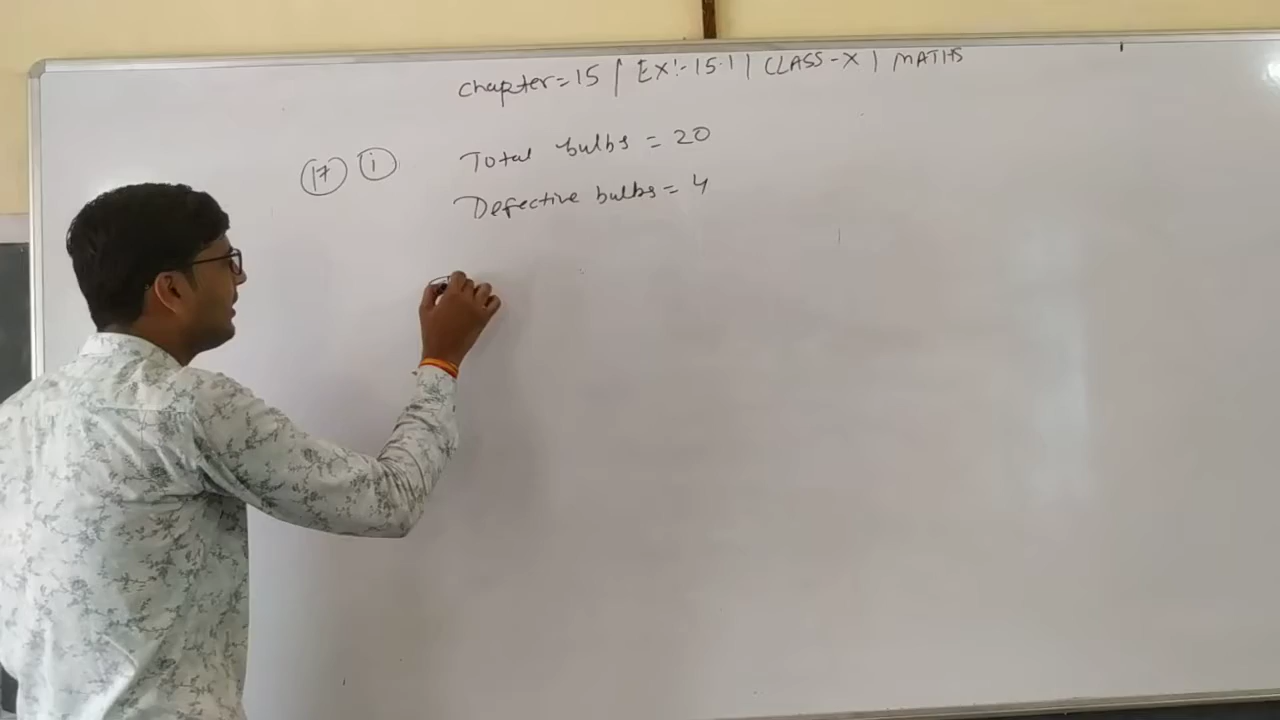 chapter=15 | EX:-15.1 | CLASS-X | MATHS
17 i Total bulbs = 20
Defective bulbs = 4